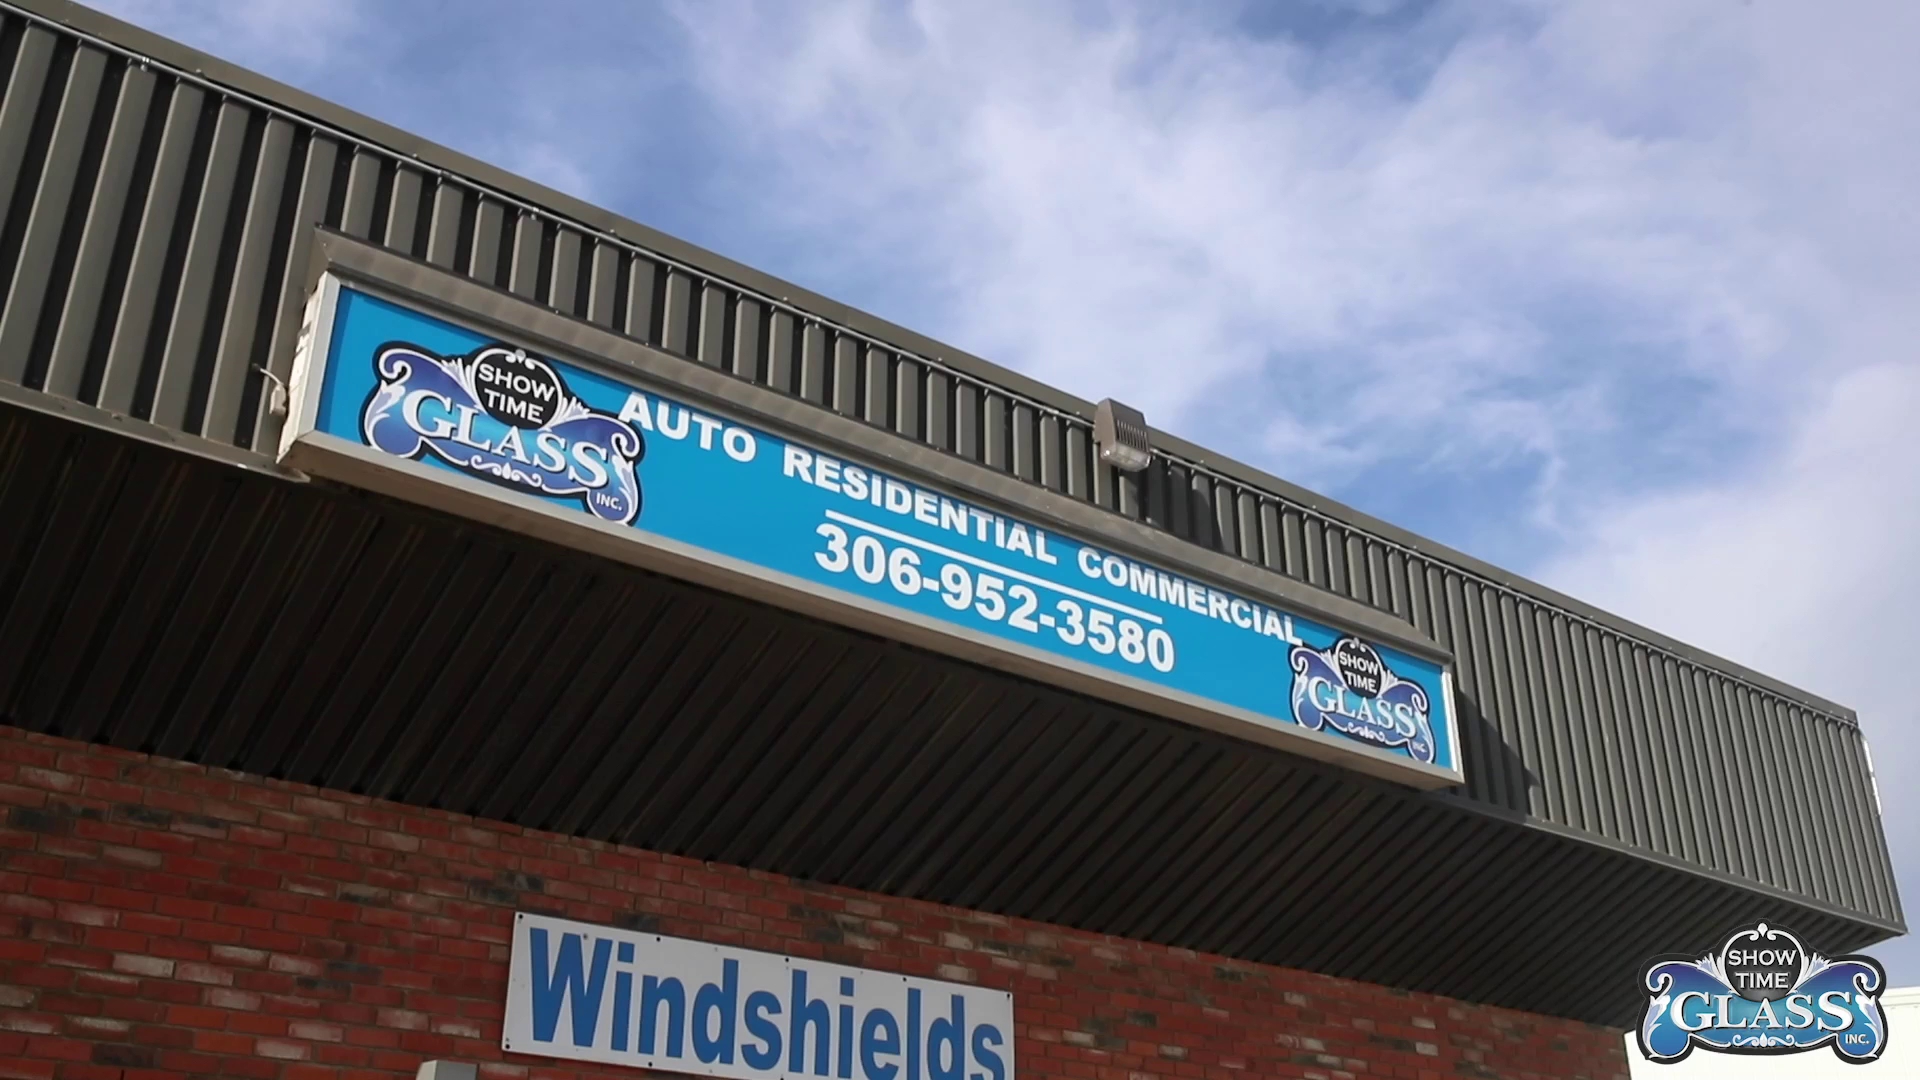 SHOW
TIME
GLASS
INC.
AUTO RESIDENTIAL COMMERCIAL
306-952-3580
SHOW
TIME
GLASS
INC.
Windshields
SHOW
TIME
GLASS
INC.